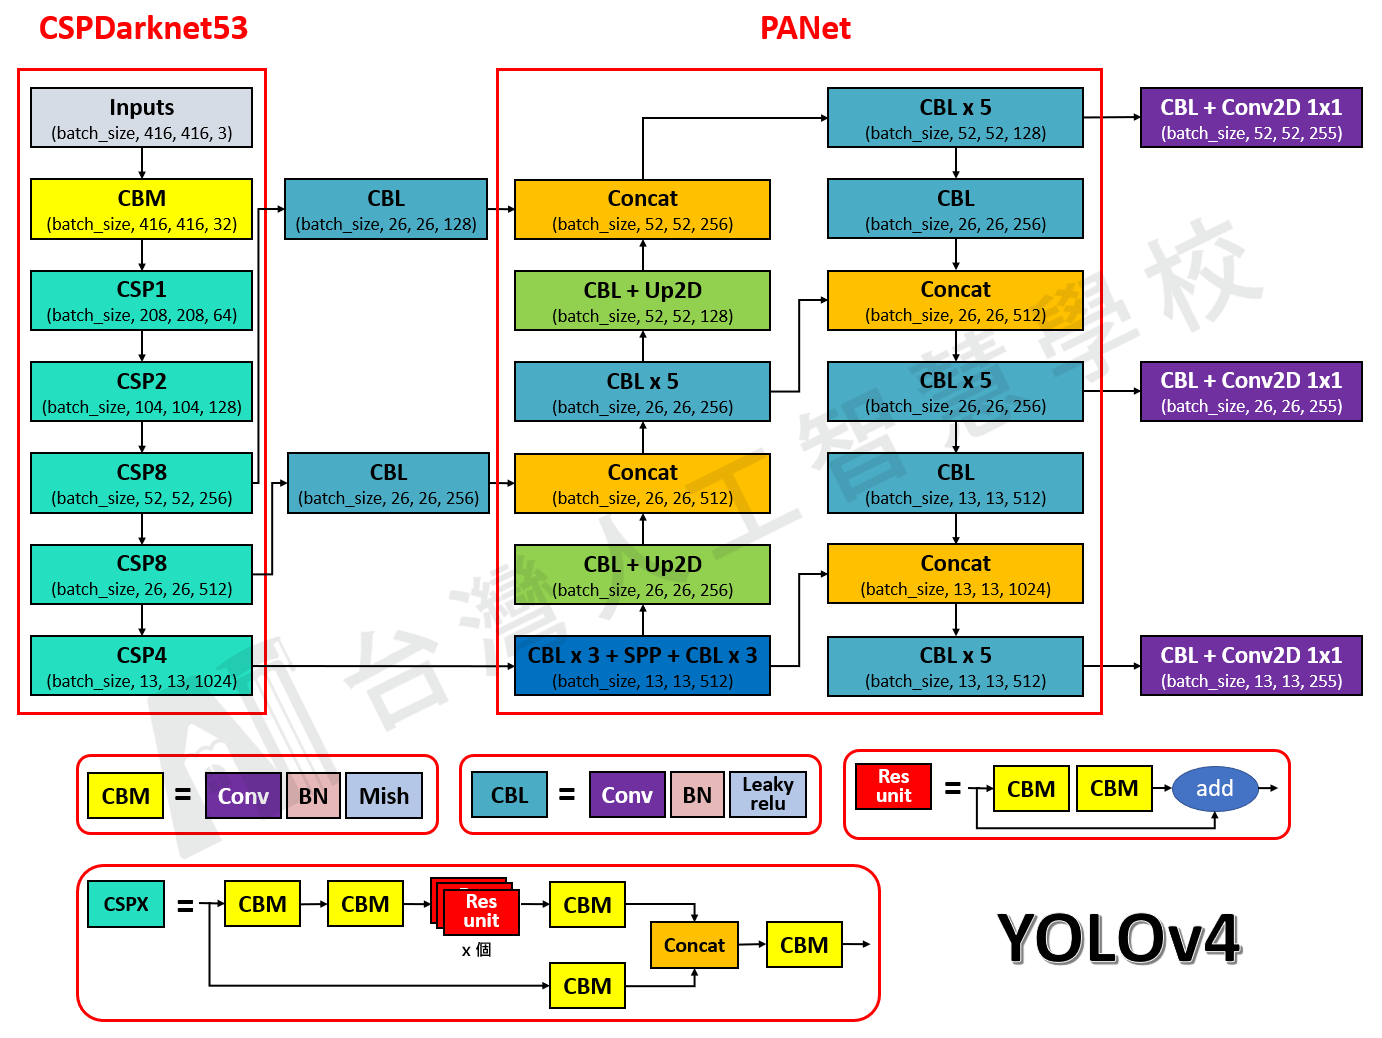 CSPDarknet53
PANet
Inputs
(batch_size, 416, 416, 3)
CBM
(batch_size, 416, 416, 32)
CSP1
(batch_size, 208, 208, 64)
CSP2
(batch_size, 104, 104, 128)
CSP8
(batch_size, 52, 52, 256)
CSP8
(batch_size, 26, 26, 512)
CSP4
(batch_size, 13, 13, 1024)
CBL
(batch_size, 26, 26, 128)
CBL
(batch_size, 26, 26, 256)
Concat
(batch_size, 52, 52, 256)
CBL + Up2D
(batch_size, 52, 52, 128)
CBL x 5
(batch_size, 26, 26, 256)
Concat
(batch_size, 26, 26, 512)
CBL + Up2D
(batch_size, 26, 26, 256)
CBL x 3 + SPP + CBL x 3
(batch_size, 13, 13, 512)
CBL x 5
(batch_size, 52, 52, 128)
CBL
(batch_size, 26, 26, 256)
Concat
(batch_size, 26, 26, 512)
CBL x 5
(batch_size, 26, 26, 256)
CBL
(batch_size, 13, 13, 512)
Concat
(batch_size, 13, 13, 1024)
CBL x 5
(batch_size, 13, 13, 512)
CBL + Conv2D 1x1
(batch_size, 52, 52, 255)
CBL + Conv2D 1x1
(batch_size, 26, 26, 255)
CBL + Conv2D 1x1
(batch_size, 13, 13, 255)
台灣人工智慧學校
CBM = Conv BN Mish
CBL = Conv BN Leaky
relu
Res
unit = CBM CBM add
CSPX = CBM CBM Res
unit
x 個
CBM
CBM
Concat
CBM
YOLOv4